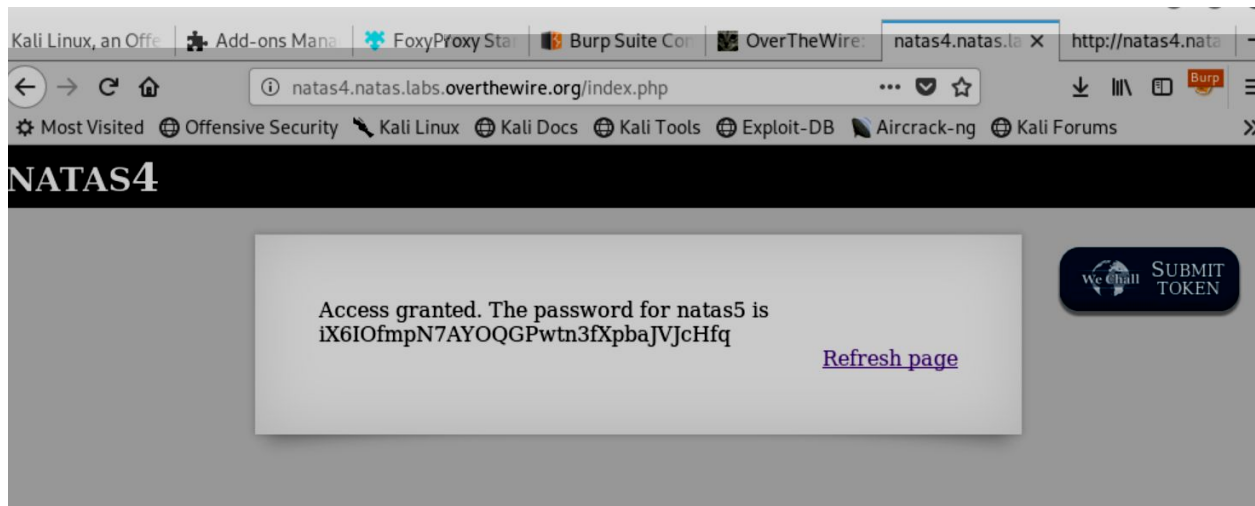 Kali Linux, an Offe Add-ons Mana FoxyProxy Star Burp Suite Com OverTheWire: natas4.natas.la http://natas4.nata
natas4.natas.labs.overthewire.org/index.php Burp
Most Visited Offensive Security Kali Linux Kali Docs Kali Tools Exploit-DB Aircrack-ng Kali Forums
NATAS4
We Chall SUBMIT
TOKEN
Access granted. The password for natas5 is
iX6IOfmpN7AYOQGPwtn3fXpbaJVJcHfq
Refresh page